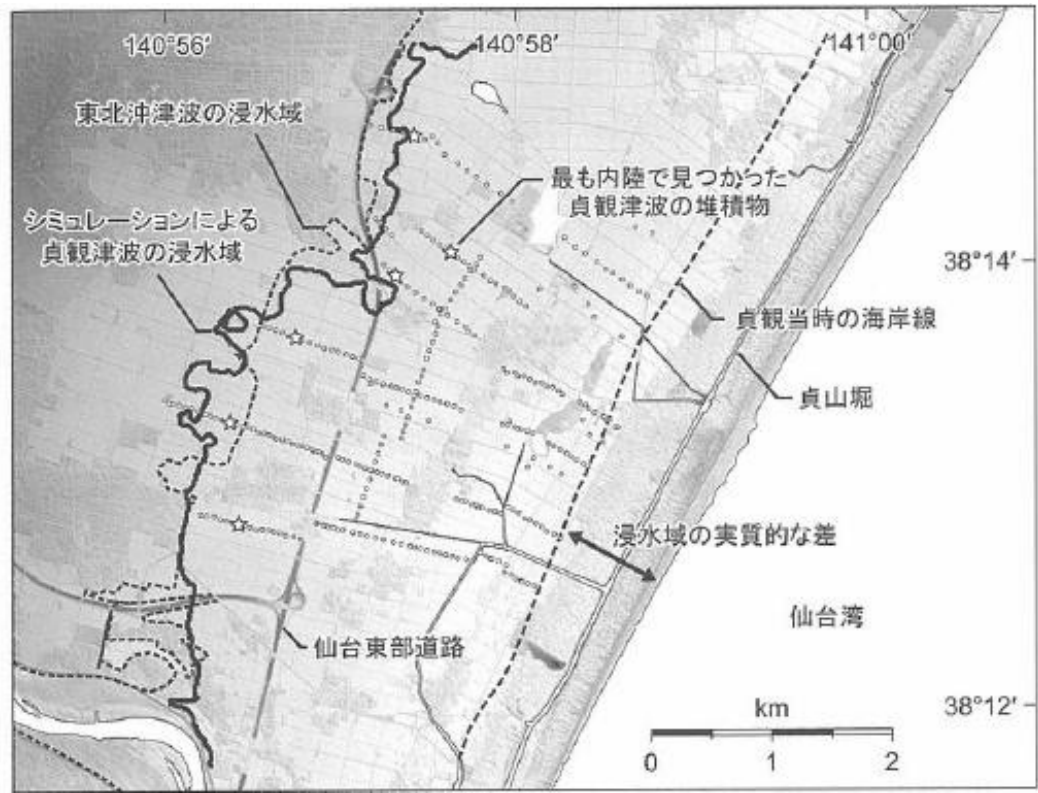 140°56′
140°58′
141°00′
東北沖津波の浸水域
最も内陸で見つかった
貞観津波の堆積物
シミュレーションによる
貞観津波の浸水域
38°14′
貞観当時の海岸線
貞山堀
浸水域の実質的な差
仙台湾
仙台東部道路
38°12′
km
0 1 2